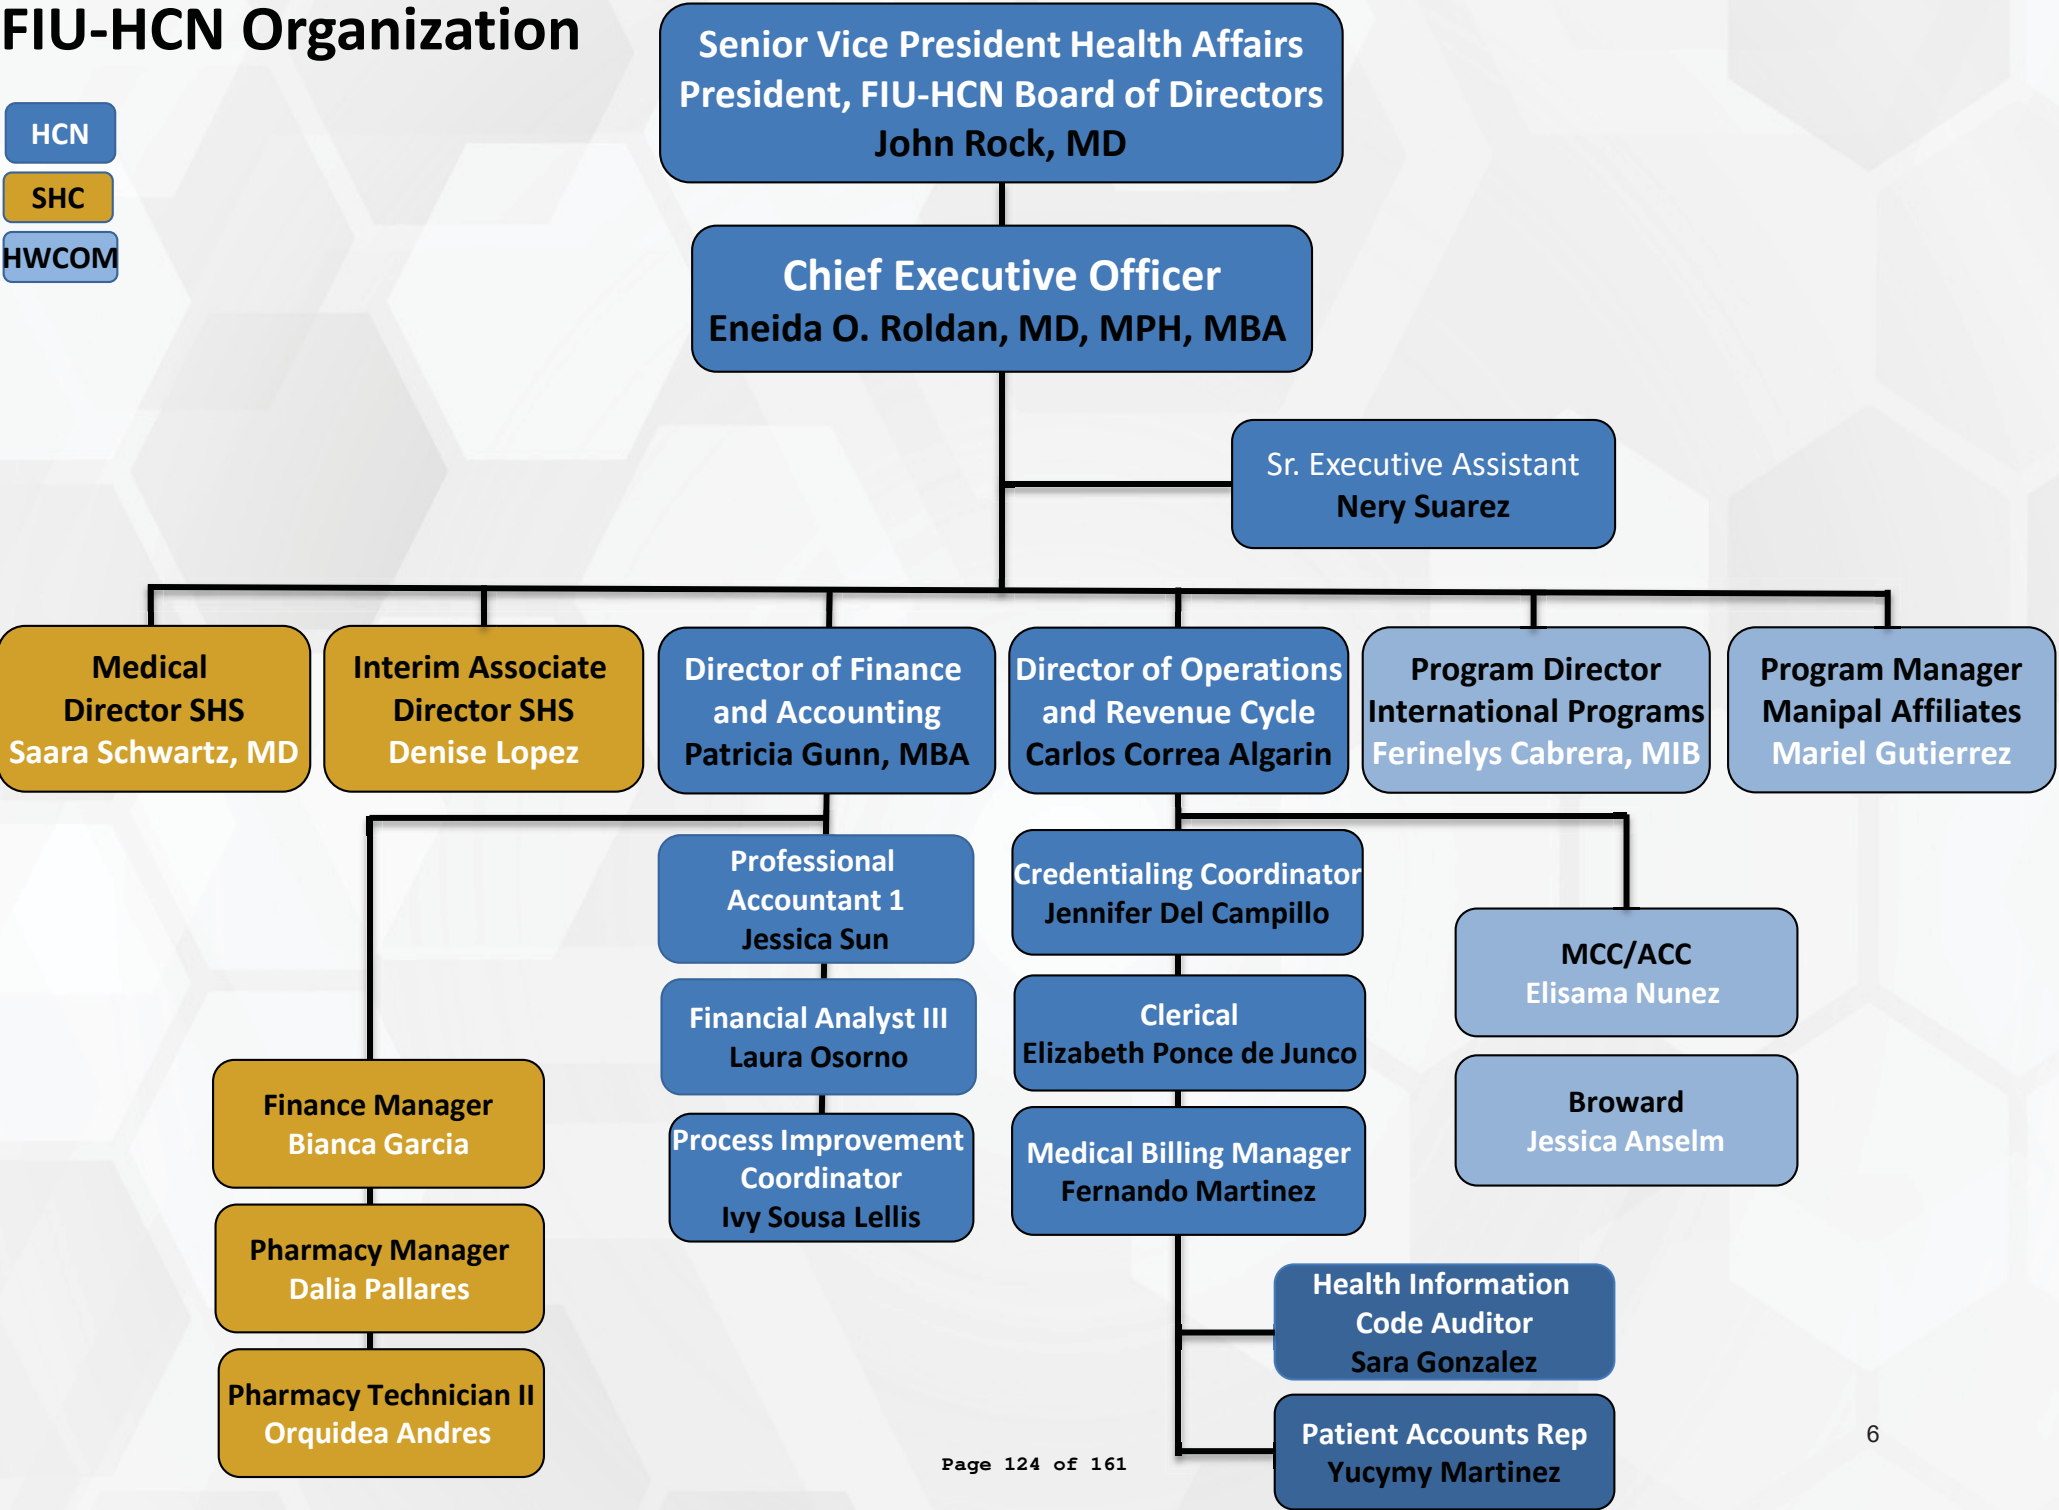 FIU-HCN Organization
HCN
SHC
HWCOM
Senior Vice President Health Affairs
President, FIU-HCN Board of Directors
John Rock, MD
Chief Executive Officer
Eneida O. Roldan, MD, MPH, MBA
Sr. Executive Assistant
Nery Suarez
Medical
Director SHS
Saara Schwartz, MD
Interim Associate
Director SHS
Denise Lopez
Director of Finance
and Accounting
Patricia Gunn, MBA
Director of Operations
and Revenue Cycle
Carlos Correa Algarin
Program Director
International Programs
Ferinelys Cabrera, MIB
Program Manager
Manipal Affiliates
Mariel Gutierrez
Finance Manager
Bianca Garcia
Pharmacy Manager
Dalia Pallares
Pharmacy Technician II
Orquidea Andres
Professional
Accountant 1
Jessica Sun
Financial Analyst III
Laura Osorno
Process Improvement
Coordinator
Ivy Sousa Lellis
Credentialing Coordinator
Jennifer Del Campillo
Clerical
Elizabeth Ponce de Junco
Medical Billing Manager
Fernando Martinez
Health Information
Code Auditor
Sara Gonzalez
Patient Accounts Rep
Yucymy Martinez
MCC/ACC
Elisama Nunez
Broward
Jessica Anselm
6
Page 124 of 161